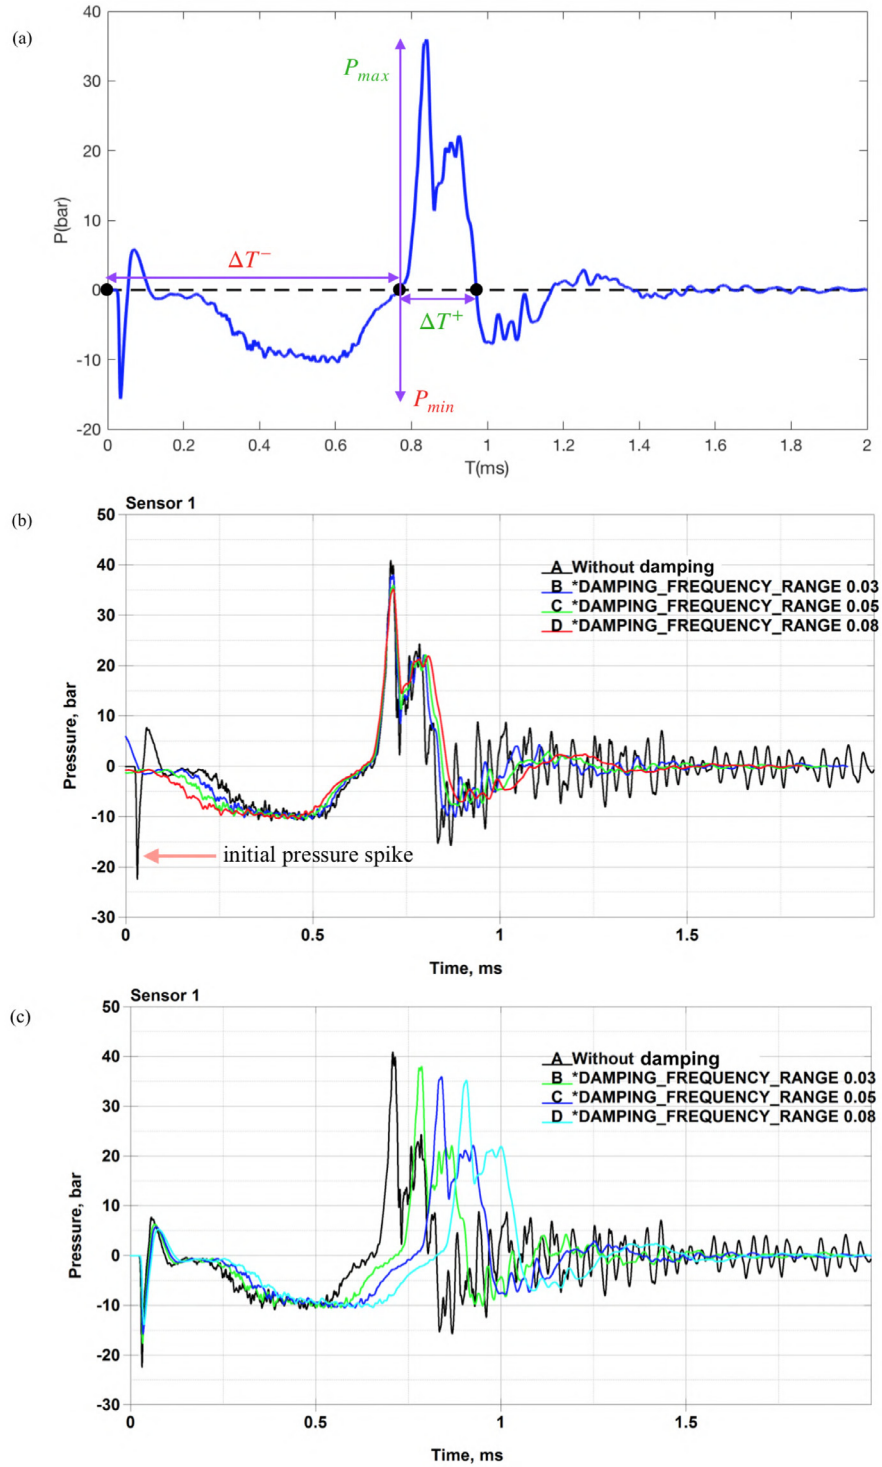 (a)
40
30
20
10
0
-10
-20
P(bar)
P_max
ΔT⁻
ΔT⁺
P_min
0 0.2 0.4 0.6 0.8 1 1.2 1.4 1.6 1.8 2
T(ms)
(b)
Sensor 1
50
40
30
20
10
0
-10
-20
-30
Pressure, bar
A Without damping
B *DAMPING_FREQUENCY_RANGE 0.03
C *DAMPING_FREQUENCY_RANGE 0.05
D *DAMPING_FREQUENCY_RANGE 0.08
initial pressure spike
0 0.5 1 1.5
Time, ms
(c)
Sensor 1
50
40
30
20
10
0
-10
-20
-30
Pressure, bar
A Without damping
B *DAMPING_FREQUENCY_RANGE 0.03
C *DAMPING_FREQUENCY_RANGE 0.05
D *DAMPING_FREQUENCY_RANGE 0.08
0 0.5 1 1.5
Time, ms